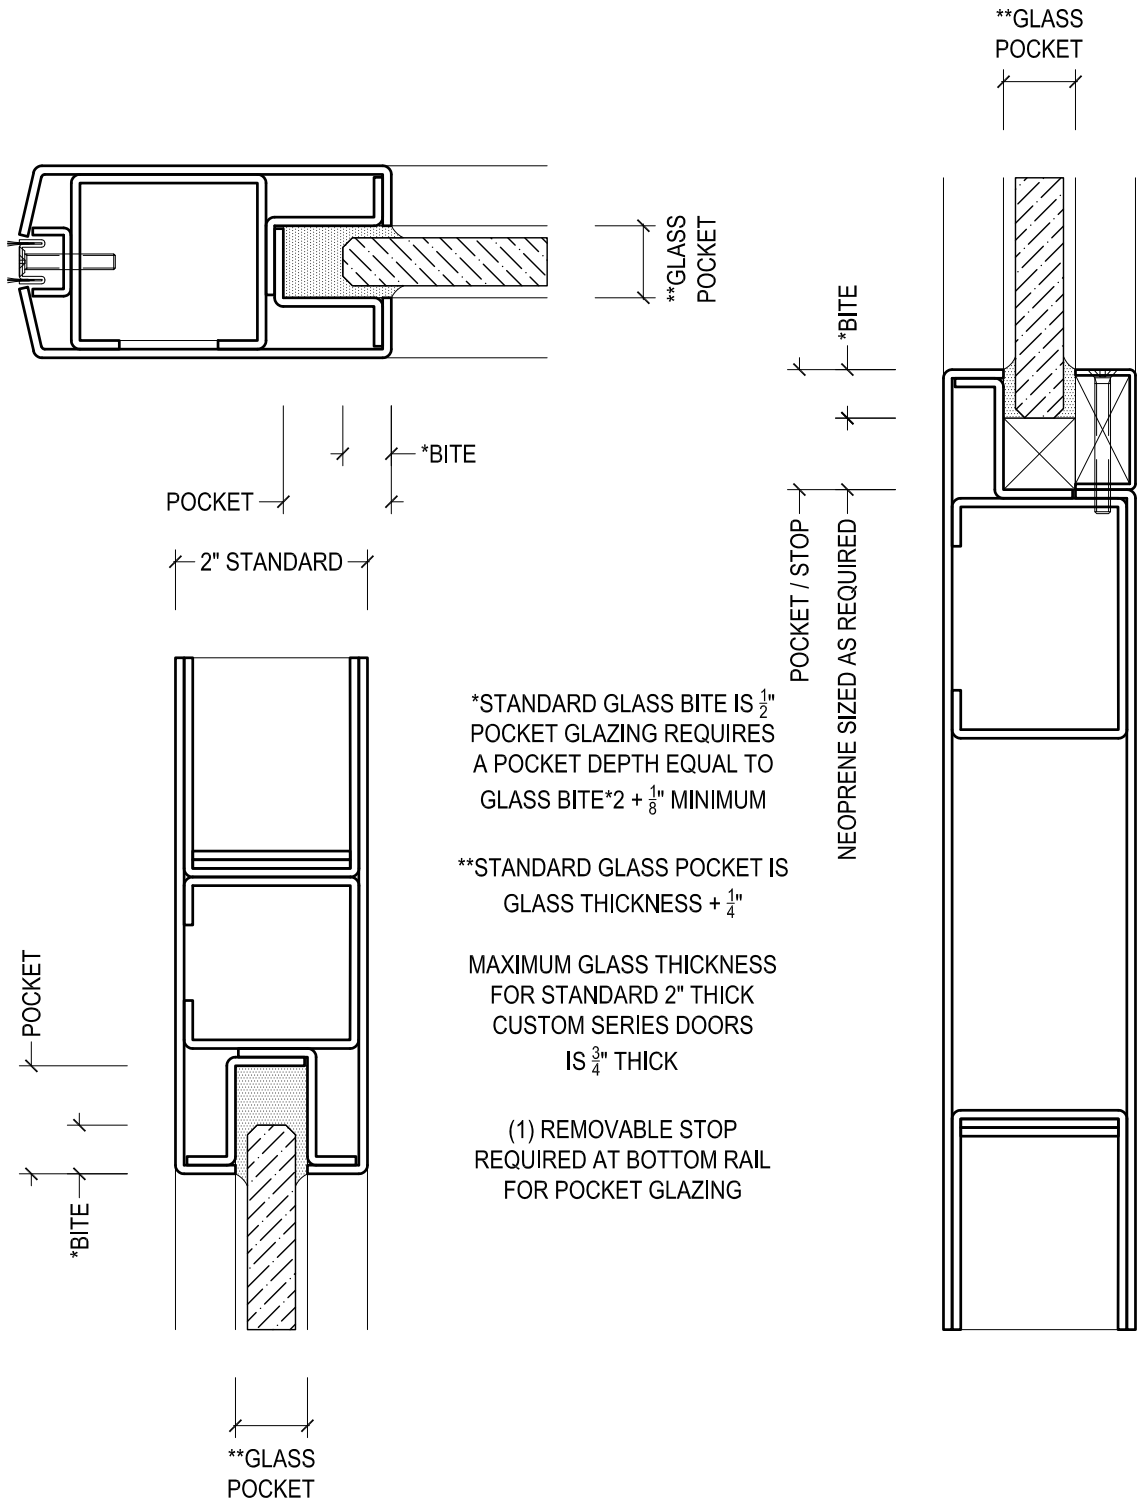 **GLASS
POCKET
**GLASS
POCKET
*BITE
*BITE
POCKET
2" STANDARD
POCKET / STOP
NEOPRENE SIZED AS REQUIRED
*STANDARD GLASS BITE IS 1/2"
POCKET GLAZING REQUIRES
A POCKET DEPTH EQUAL TO
GLASS BITE*2 + 1/8" MINIMUM
**STANDARD GLASS POCKET IS
GLASS THICKNESS + 1/4"
MAXIMUM GLASS THICKNESS
FOR STANDARD 2" THICK
CUSTOM SERIES DOORS
IS 3/4" THICK
(1) REMOVABLE STOP
REQUIRED AT BOTTOM RAIL
FOR POCKET GLAZING
POCKET
*BITE
**GLASS
POCKET